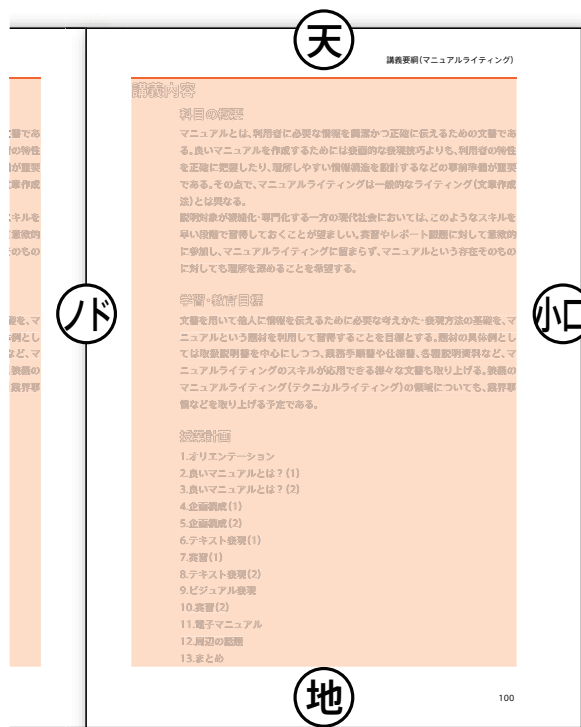 天
講義要綱(マニュアルライティング)
講義内容
科目の概要
マニュアルとは、利用者に必要な情報を簡潔かつ正確に伝えるための文書であ
る。良いマニュアルを作成するためには表面的な表現技巧よりも、利用者の特性
を正確に把握したり、理解しやすい情報構造を設計するなどの事前準備が重要
である。その点で、マニュアルライティングは一般的なライティング(文章作成
法)とは異なる。
説明対象が複雑化・専門化する一方の現代社会においては、このようなスキルを
早い段階で習得しておくことが望ましい。実習やレポート課題に対して意欲的
に参加し、マニュアルライティングに留まらず、マニュアルという存在そのもの
に対しても理解を深めることを希望する。
ノド
小口
学習・教育目標
文書を用いて他人に情報を伝えるために必要な考えかた・表現方法の基礎を、マ
ニュアルという題材を利用して習得することを目標とする。題材の具体例とし
ては取扱説明書を中心にしつつ、業務手順書や仕様書、各種説明資料など、マ
ニュアルライティングのスキルが応用できる様々な文書も取り上げる。狭義の
マニュアルライティング(テクニカルライティング)の領域についても、業界事
情などを取り上げる予定である。
授業計画
1.オリエンテーション
2.良いマニュアルとは?(1)
3.良いマニュアルとは?(2)
4.企画構成(1)
5.企画構成(2)
6.テキスト表現(1)
7.実習(1)
8.テキスト表現(2)
9.ビジュアル表現
10.実習(2)
11.電子マニュアル
12.周辺の話題
13.まとめ
地
100